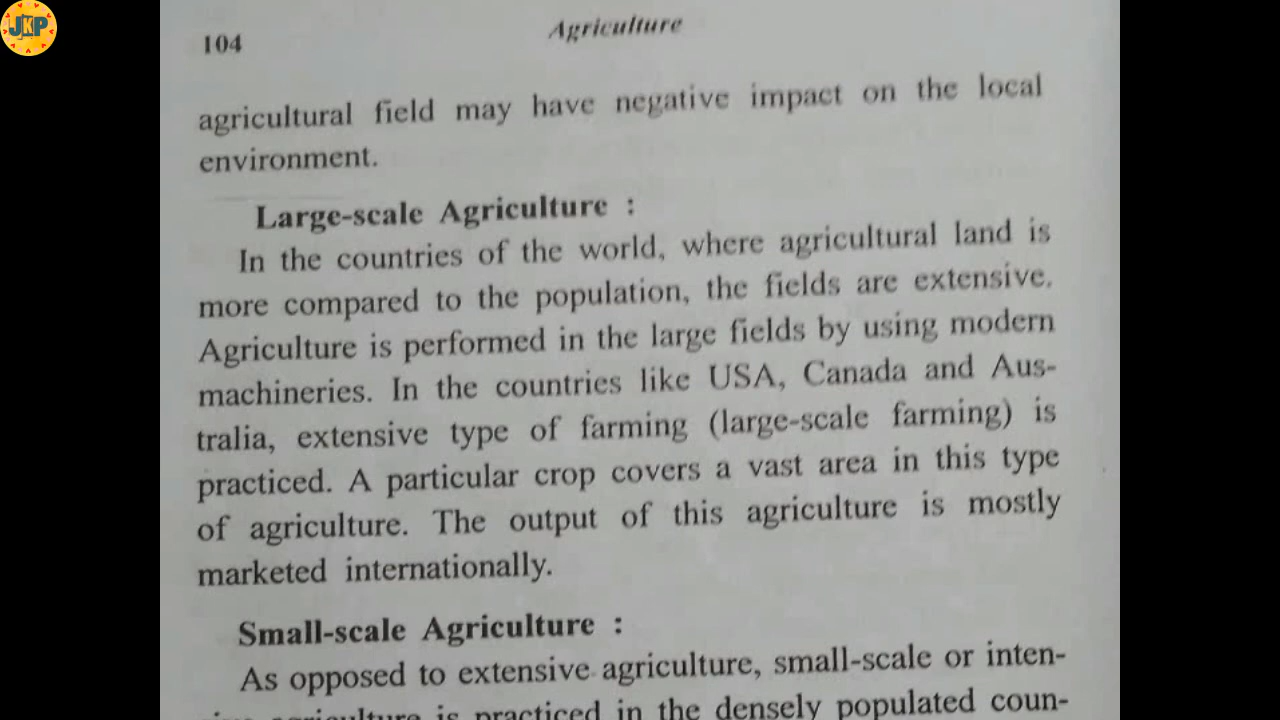 JKP
104
Agriculture
agricultural field may have negative impact on the local
environment.
Large-scale Agriculture :
In the countries of the world, where agricultural land is
more compared to the population, the fields are extensive.
Agriculture is performed in the large fields by using modern
machineries. In the countries like USA, Canada and Aus-
tralia, extensive type of farming (large-scale farming) is
practiced. A particular crop covers a vast area in this type
of agriculture. The output of this agriculture is mostly
marketed internationally.
Small-scale Agriculture :
As opposed to extensive agriculture, small-scale or inten-
agriculture is practiced in the densely populated coun-